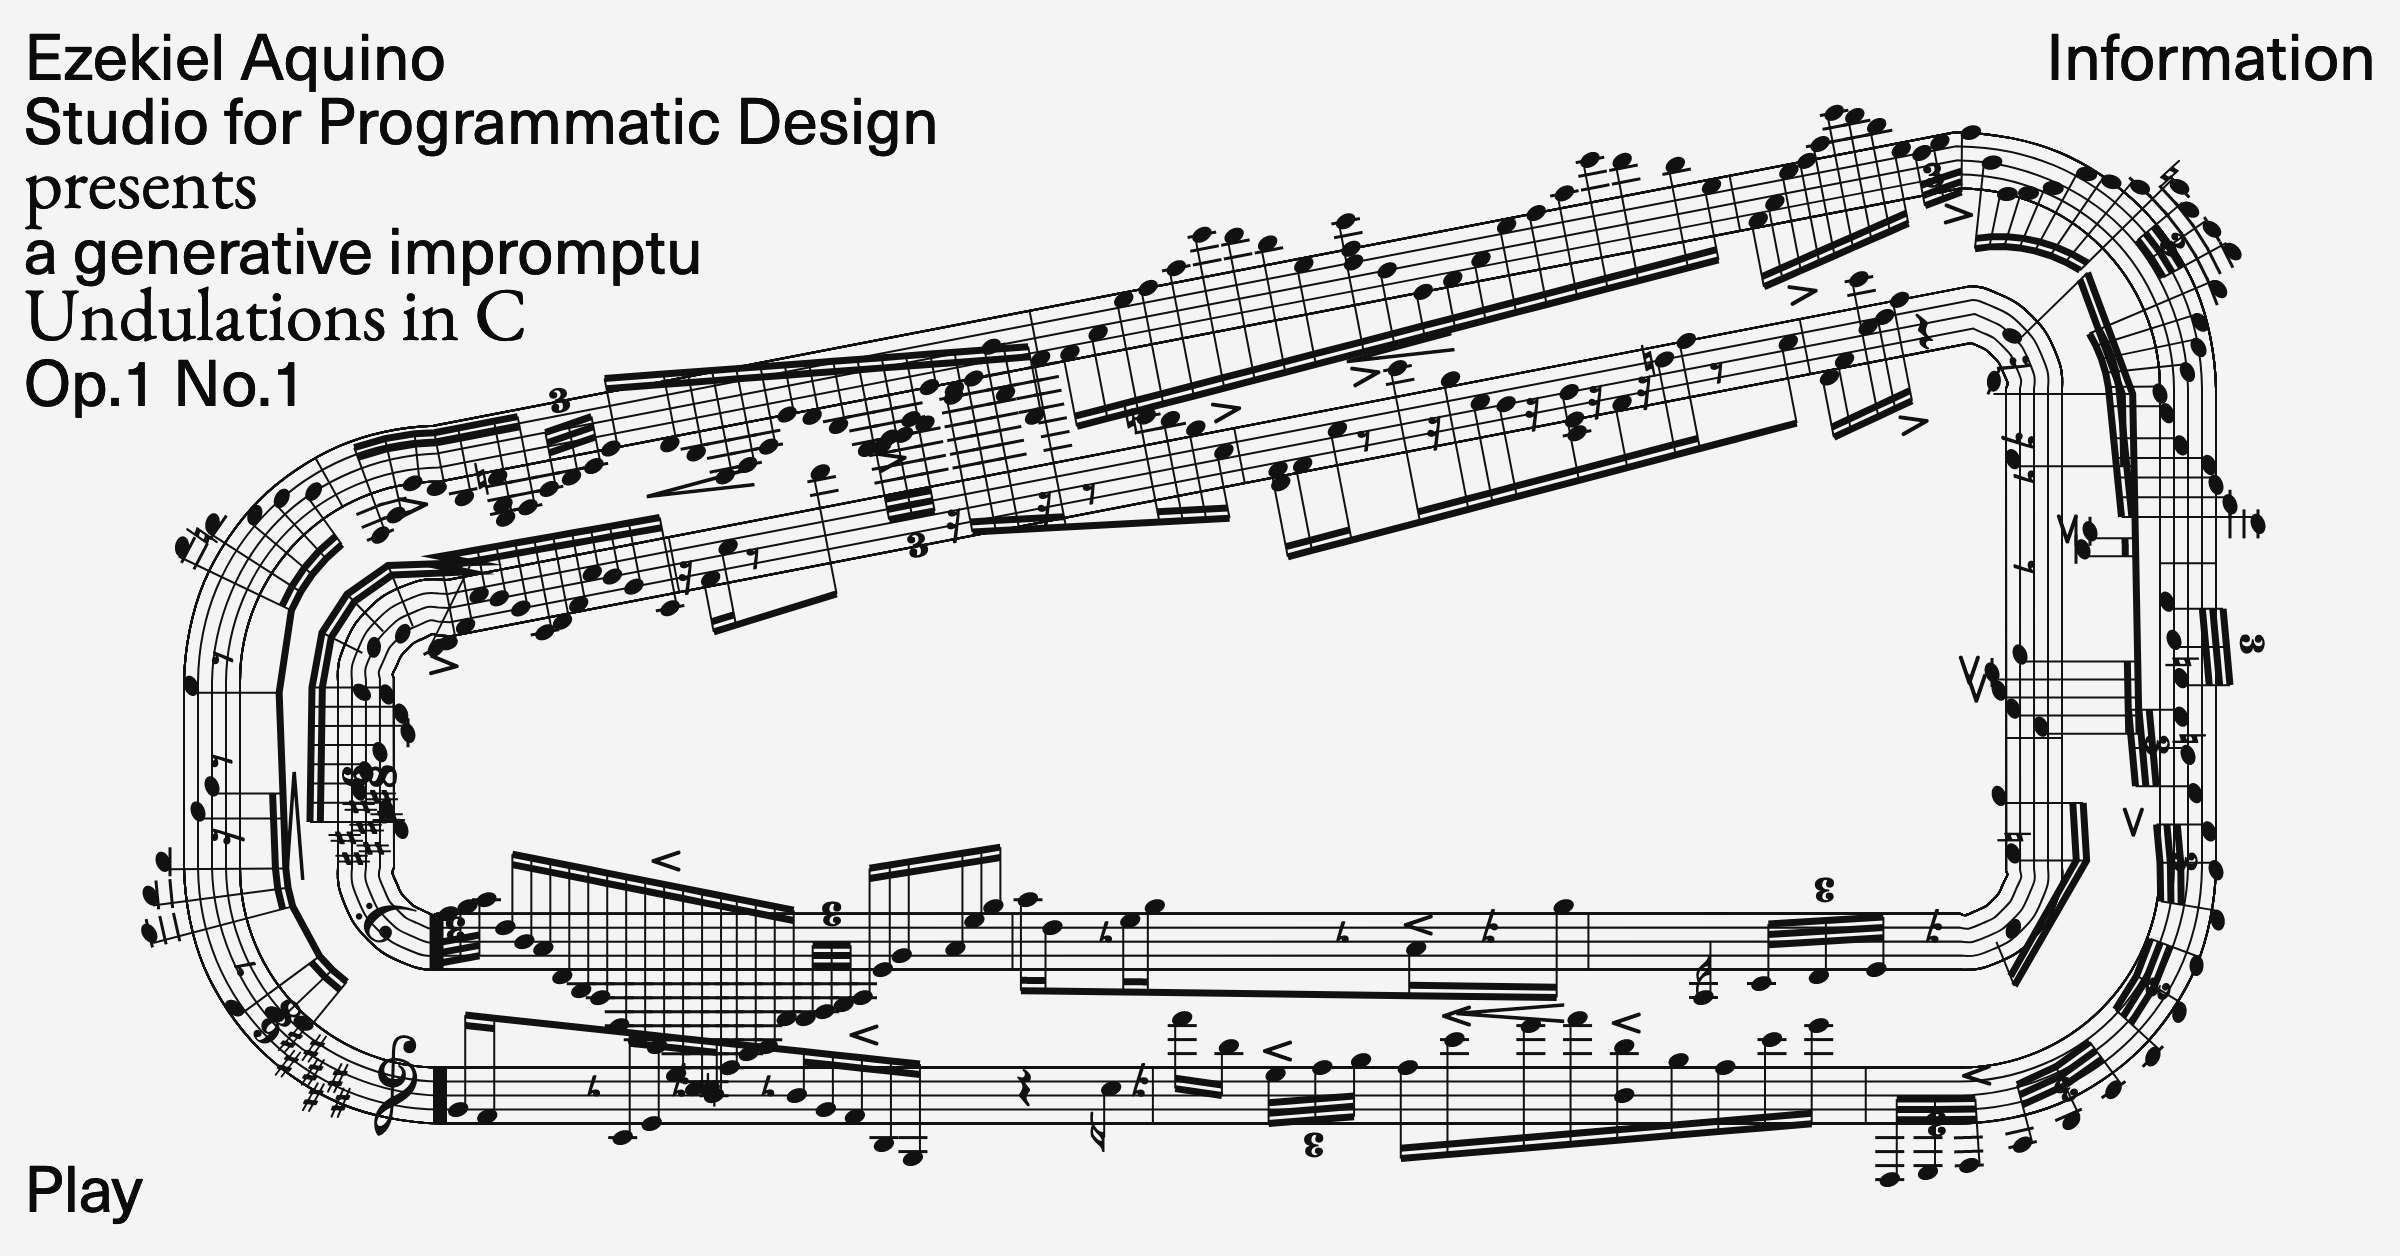 Ezekiel Aquino
Studio for Programmatic Design
presents
a generative impromptu
Undulations in C
Op.1 No.1
Information
Play